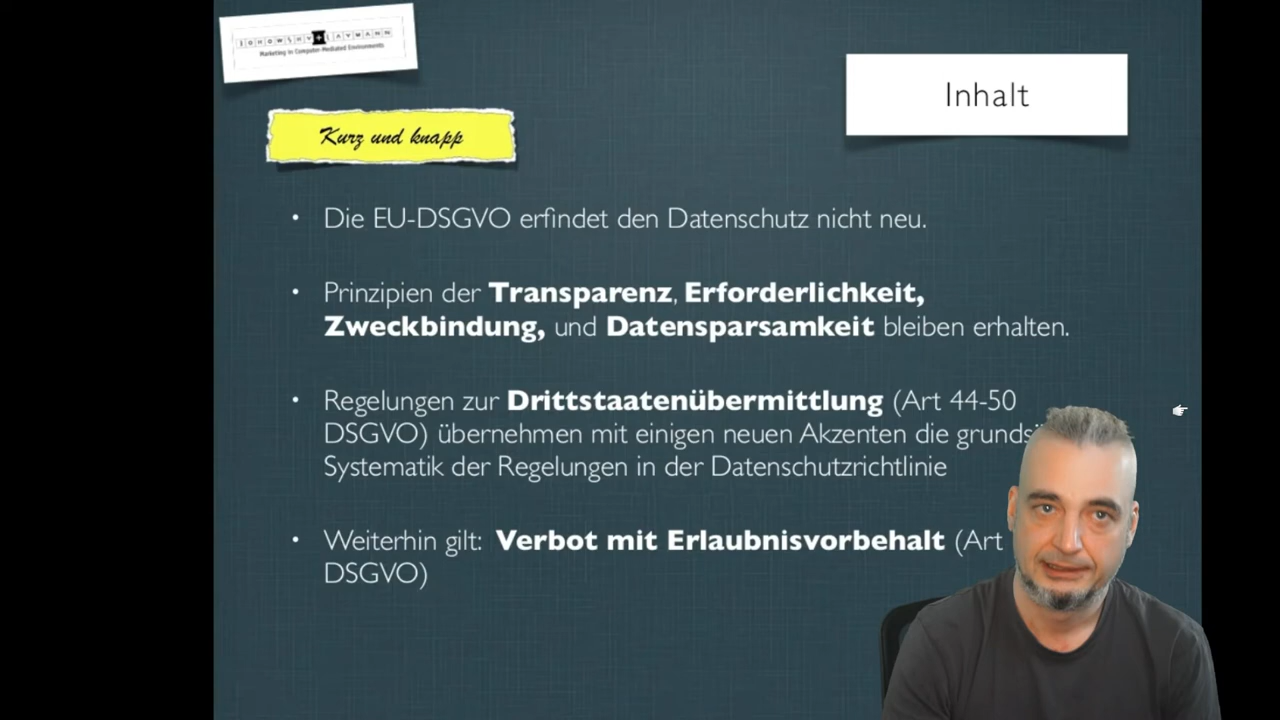 Marketing in Computer-Mediated Environments
Inhalt
Kurz und knapp
• Die EU-DSGVO erfindet den Datenschutz nicht neu.
• Prinzipien der Transparenz, Erforderlichkeit,
Zweckbindung, und Datensparsamkeit bleiben erhalten.
• Regelungen zur Drittstaatenübermittlung (Art 44-50
DSGVO) übernehmen mit einigen neuen Akzenten die
Systematik der Regelungen in der Datenschutzrichtlinie
• Weiterhin gilt: Verbot mit Erlaubnisvorbehalt (Art
DSGVO)